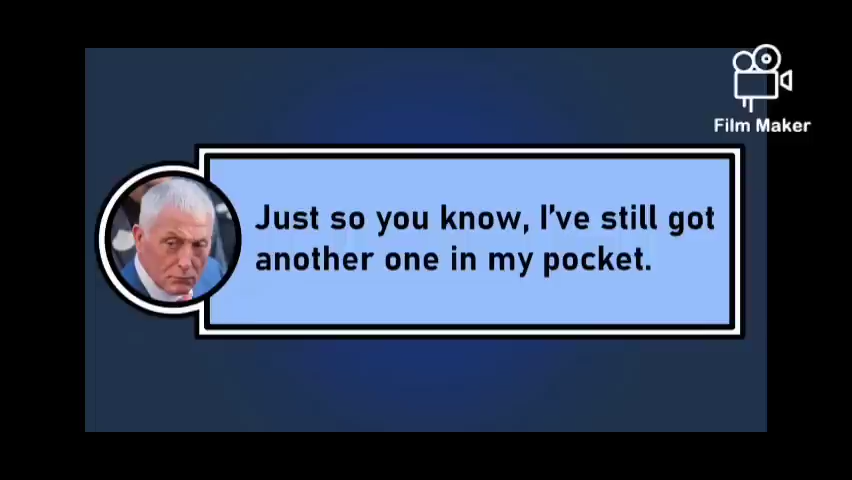 Film Maker
Just so you know, I've still got
another one in my pocket.